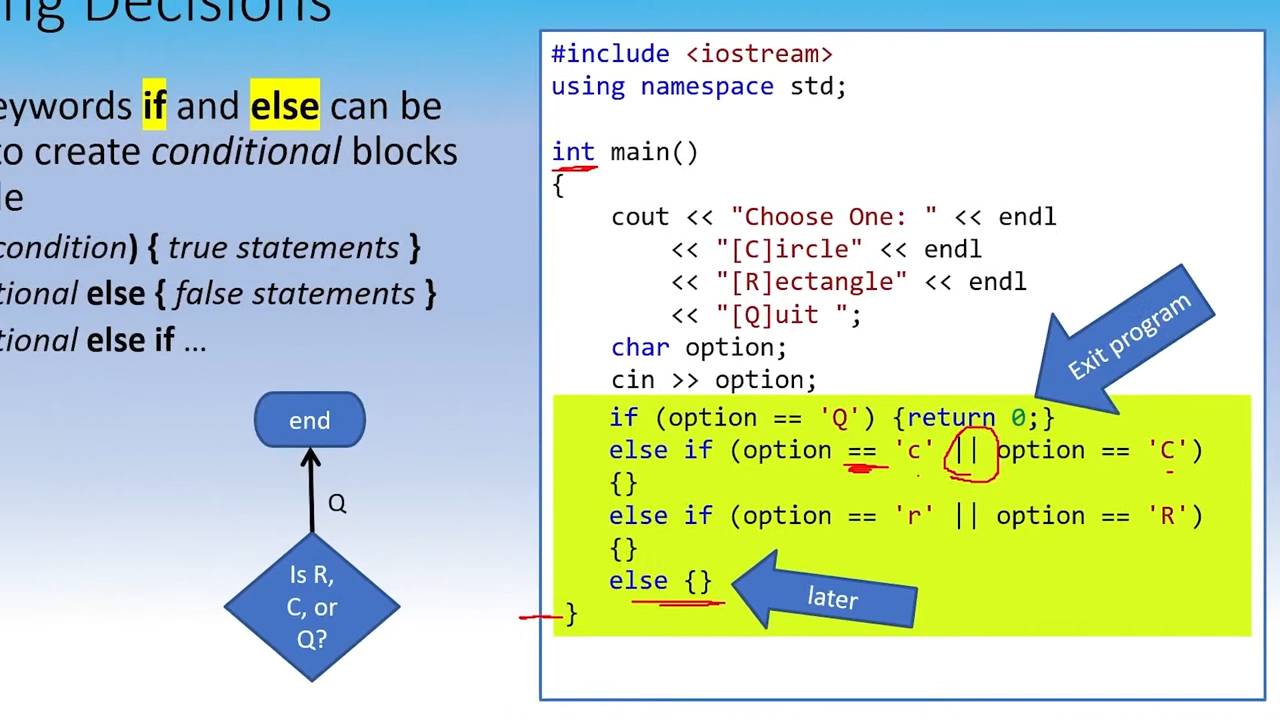 ng Decisions
eywords if and else can be
to create conditional blocks
le
condition) { true statements }
tional else { false statements }
tional else if ...
end
Q
Is R,
C, or
Q?
#include <iostream>
using namespace std;
int main()
{
cout << "Choose One: " << endl
<< "[C]ircle" << endl
<< "[R]ectangle" << endl
<< "[Q]uit ";
char option;
cin >> option;
Exit program
if (option == 'Q') {return 0;}
else if (option == 'c' || option == 'C')
{}
else if (option == 'r' || option == 'R')
{}
else {}
later
}